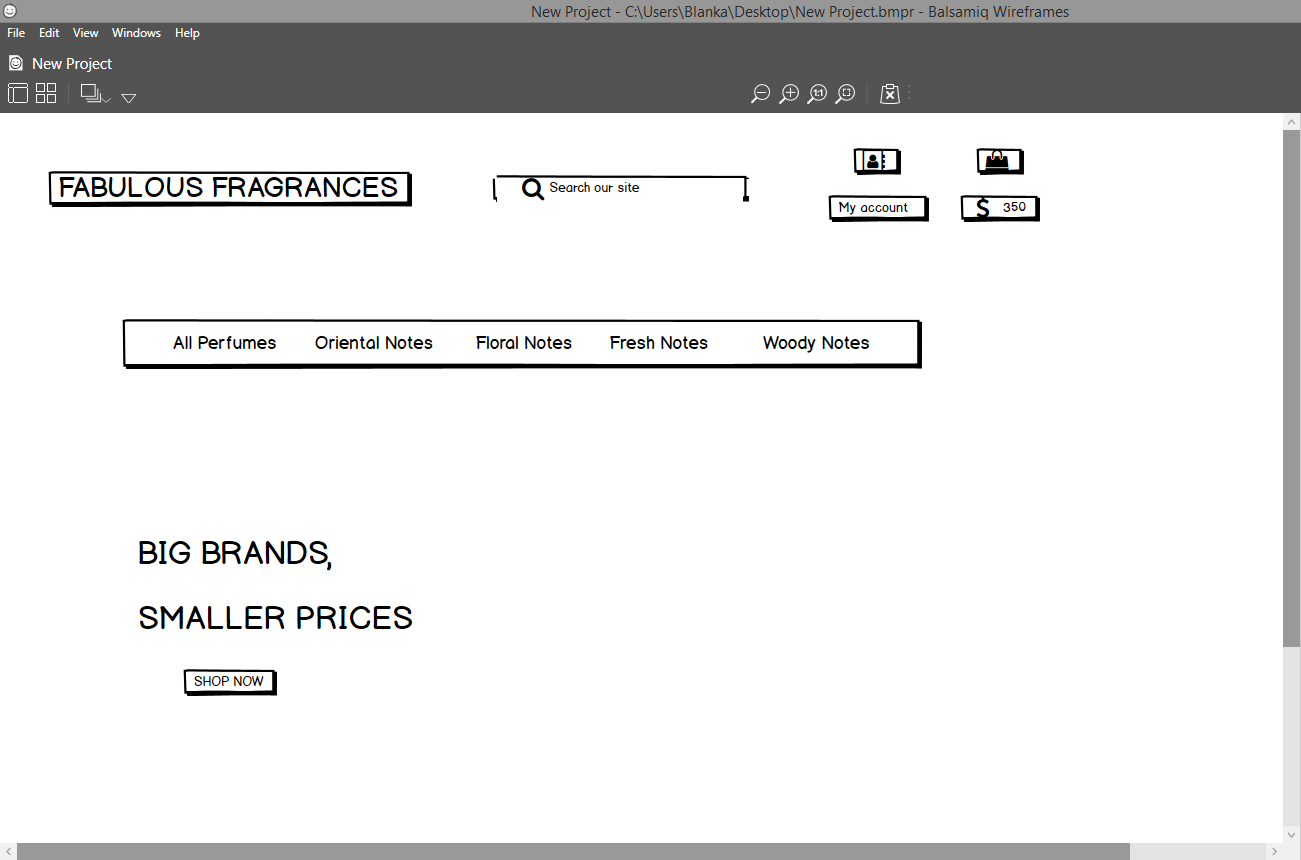 New Project - C:\Users\Blanka\Desktop\New Project.bmpr - Balsamiq Wireframes
File Edit View Windows Help
New Project
1:1
FABULOUS FRAGRANCES
Search our site
My account
$ 350
All Perfumes Oriental Notes Floral Notes Fresh Notes Woody Notes
BIG BRANDS,
SMALLER PRICES
SHOP NOW